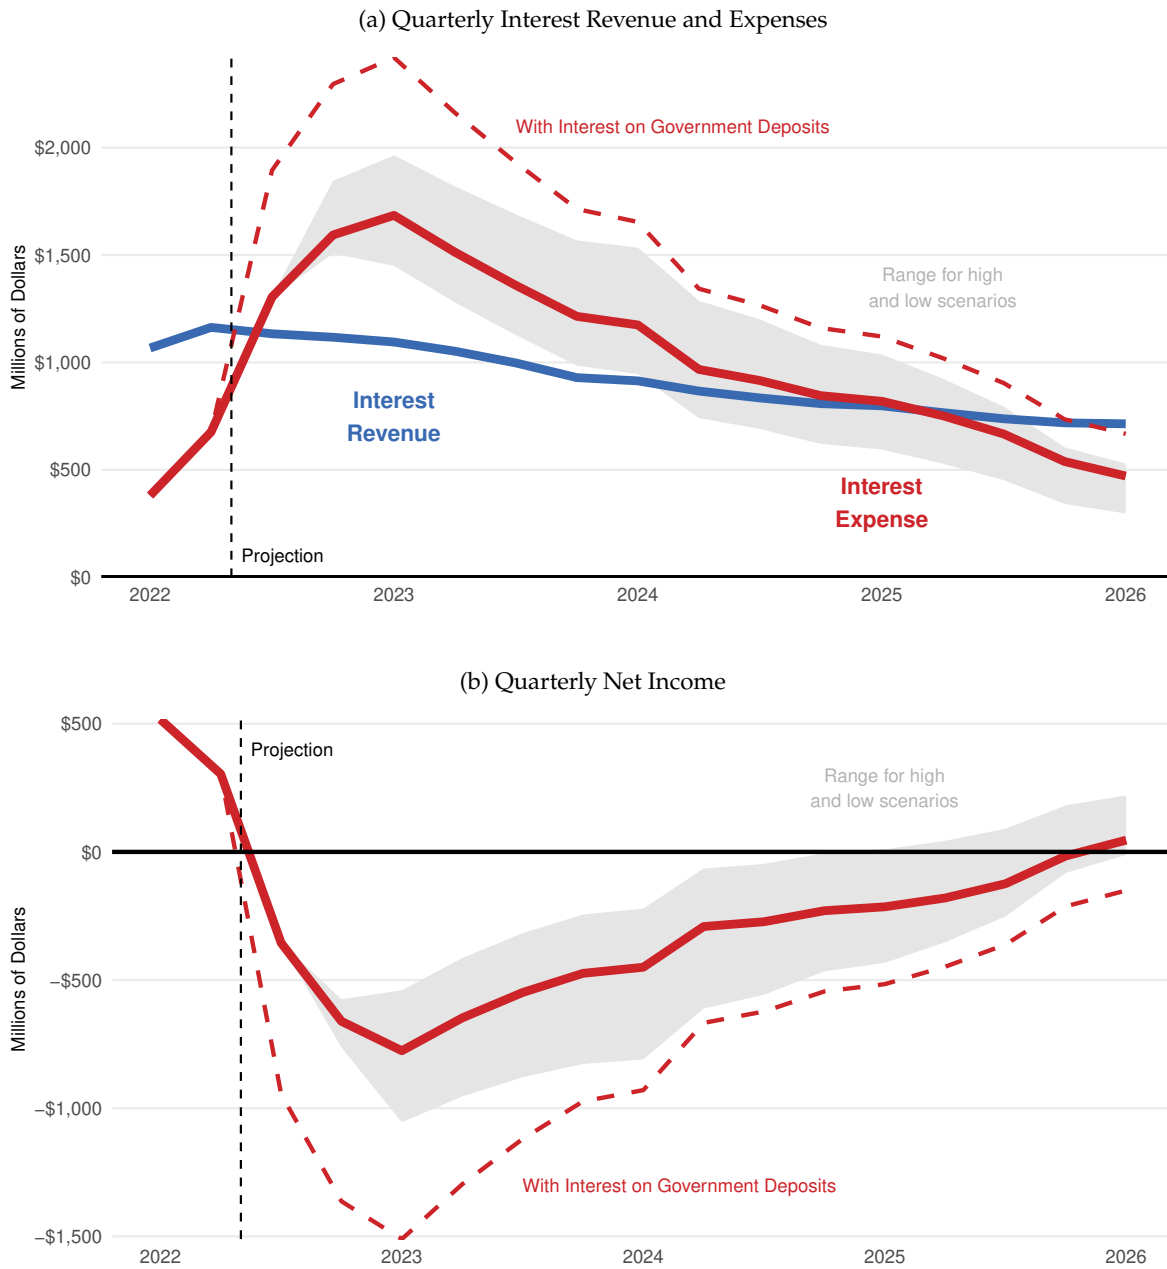 (a) Quarterly Interest Revenue and Expenses
Millions of Dollars
$2,000
$1,500
$1,000
$500
$0
With Interest on Government Deposits
Range for high
and low scenarios
Interest
Revenue
Interest
Expense
Projection
2022
2023
2024
2025
2026
(b) Quarterly Net Income
Millions of Dollars
$500
$0
−$500
−$1,000
−$1,500
Projection
Range for high
and low scenarios
With Interest on Government Deposits
2022
2023
2024
2025
2026